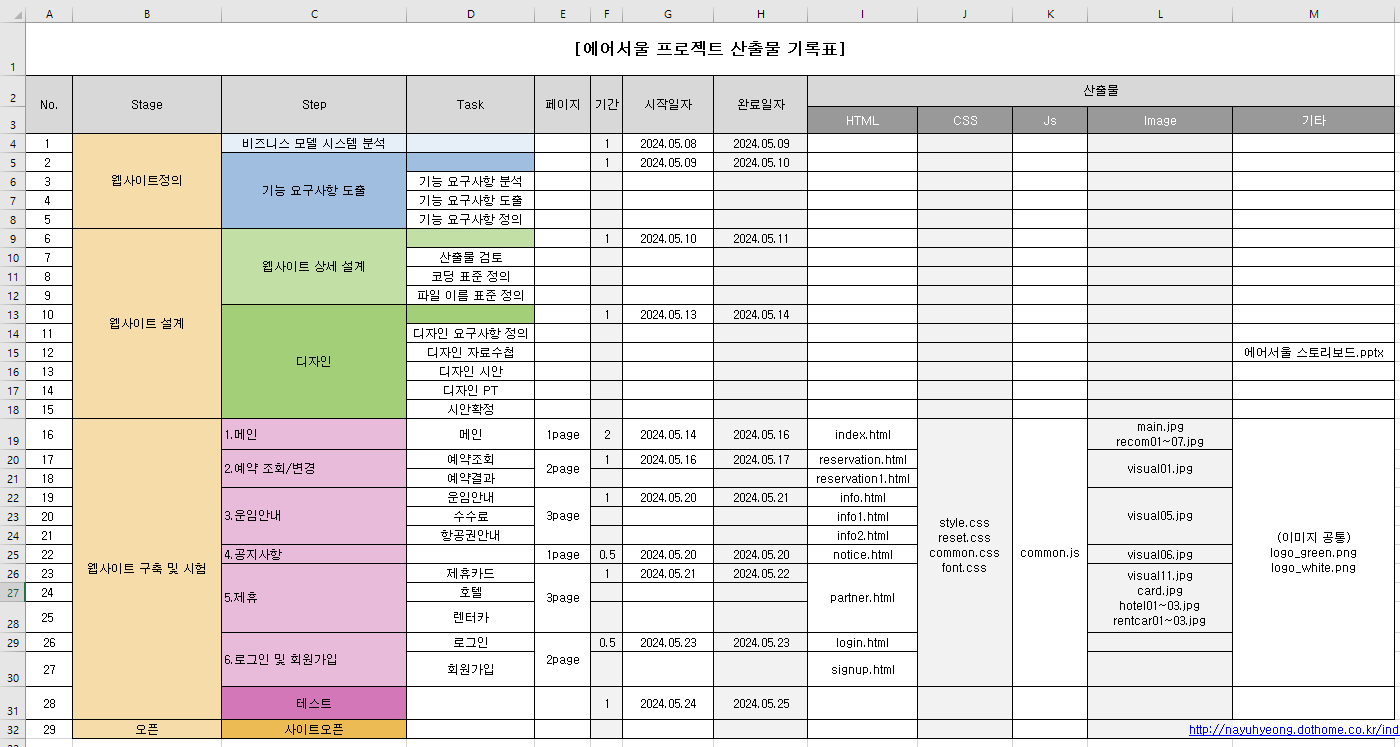 A B C D E F G H I J K L M
1 [에어서울 프로젝트 산출물 기록표]
2 No. Stage Step Task 페이지 기간 시작일자 완료일자 산출물
3 HTML CSS Js Image 기타
4 1 웹사이트정의 비즈니스 모델 시스템 분석 1 2024.05.08 2024.05.09
5 2 기능 요구사항 도출 1 2024.05.09 2024.05.10
6 3 기능 요구사항 분석
7 4 기능 요구사항 도출
8 5 기능 요구사항 정의
9 6 웹사이트 설계 웹사이트 상세 설계 1 2024.05.10 2024.05.11
10 7 산출물 검토
11 8 코딩 표준 정의
12 9 파일 이름 표준 정의
13 10 디자인 1 2024.05.13 2024.05.14
14 11 디자인 요구사항 정의
15 12 디자인 자료수첩 에어서울 스토리보드.pptx
16 13 디자인 시안
17 14 디자인 PT
18 15 시안확정
19 16 웹사이트 구축 및 시험 1.메인 메인 1page 2 2024.05.14 2024.05.16 index.html main.jpg
recom01~07.jpg
20 17 2.예약 조회/변경 예약조회 2page 1 2024.05.16 2024.05.17 reservation.html visual01.jpg
21 18 예약결과 reservation1.html
22 19 3.운임안내 운임안내 3page 1 2024.05.20 2024.05.21 info.html visual05.jpg
23 20 수수료 info1.html
24 21 항공권안내 info2.html
style.css
reset.css
common.css
font.css
common.js
(이미지 공통)
logo_green.png
logo_white.png
25 22 4.공지사항 1page 0.5 2024.05.20 2024.05.20 notice.html visual06.jpg
26 23 5.제휴 제휴카드 3page 1 2024.05.21 2024.05.22 partner.html visual11.jpg
27 24 호텔 card.jpg
hotel01~03.jpg
28 25 렌터카 rentcar01~03.jpg
29 26 6.로그인 및 회원가입 로그인 2page 0.5 2024.05.23 2024.05.23 login.html
30 27 회원가입 signup.html
31 28 테스트 1 2024.05.24 2024.05.25
32 29 오픈 사이트오픈 http://nayuhyeong.dothome.co.kr/ind